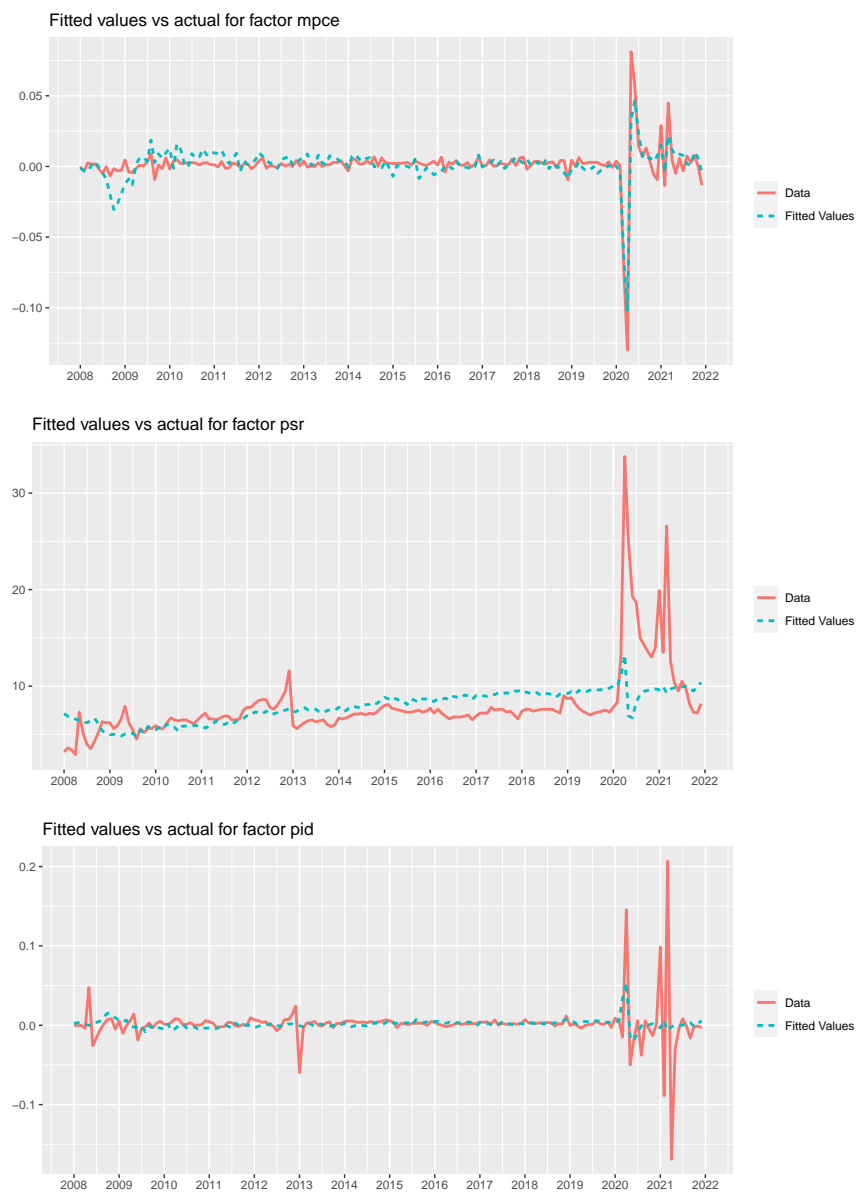 Fitted values vs actual for factor mpce
0.05
0.00
−0.05
−0.10
2008 2009 2010 2011 2012 2013 2014 2015 2016 2017 2018 2019 2020 2021 2022
Data
Fitted Values
Fitted values vs actual for factor psr
30
20
10
2008 2009 2010 2011 2012 2013 2014 2015 2016 2017 2018 2019 2020 2021 2022
Data
Fitted Values
Fitted values vs actual for factor pid
0.2
0.1
0.0
−0.1
2008 2009 2010 2011 2012 2013 2014 2015 2016 2017 2018 2019 2020 2021 2022
Data
Fitted Values